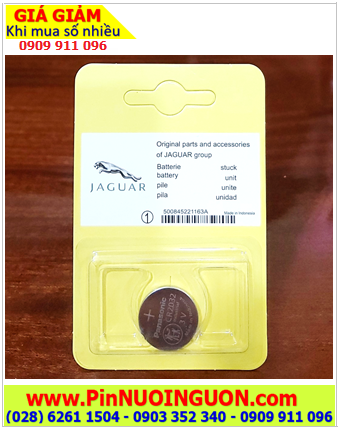 GIÁ GIẢM
Khi mua số nhiều
0909 911 096
Original parts and accessories
of JAGUAR group
JAGUAR
Batterie stuck
battery unit
pile unite
pila unidad
1 500845221163A Made in Indonesia
+
Panasonic
CR2032
3V
www.PinNUOINGUON.com
(028) 6261 1504 - 0903 352 340 - 0909 911 096